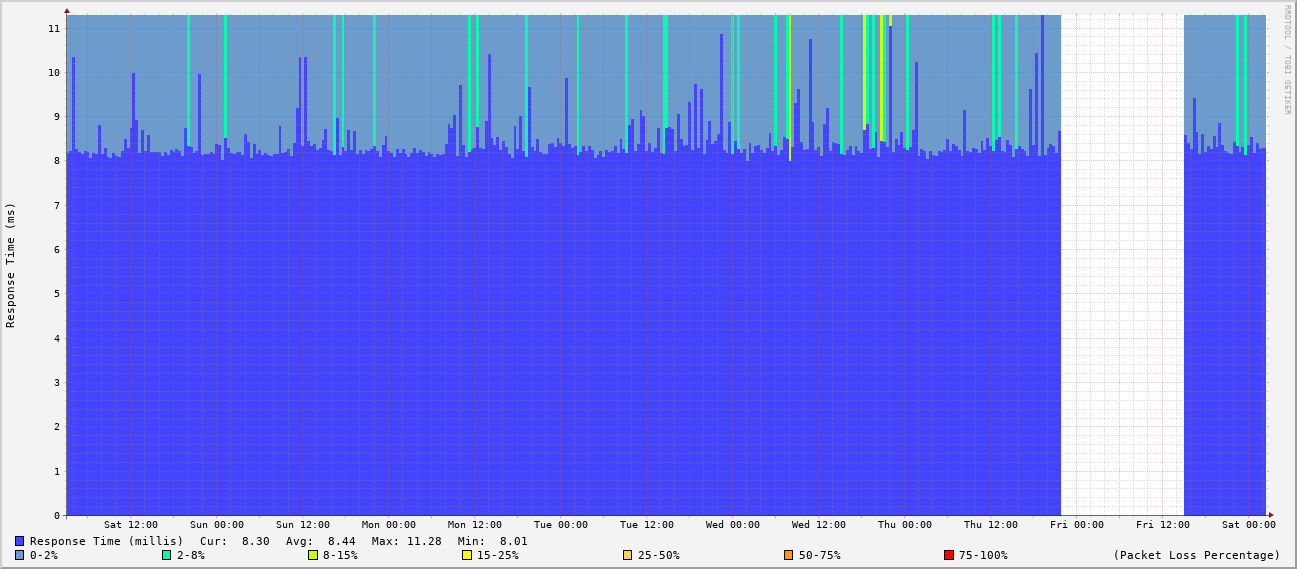 RRDTOOL / TOBI OETIKER
Response Time (ms)
11
10
9
8
7
6
5
4
3
2
1
0
Sat 12:00 Sun 00:00 Sun 12:00 Mon 00:00 Mon 12:00 Tue 00:00 Tue 12:00 Wed 00:00 Wed 12:00 Thu 00:00 Thu 12:00 Fri 00:00 Fri 12:00 Sat 00:00
Response Time (millis) Cur: 8.30 Avg: 8.44 Max: 11.28 Min: 8.01
0-2% 2-8% 8-15% 15-25% 25-50% 50-75% 75-100% (Packet Loss Percentage)